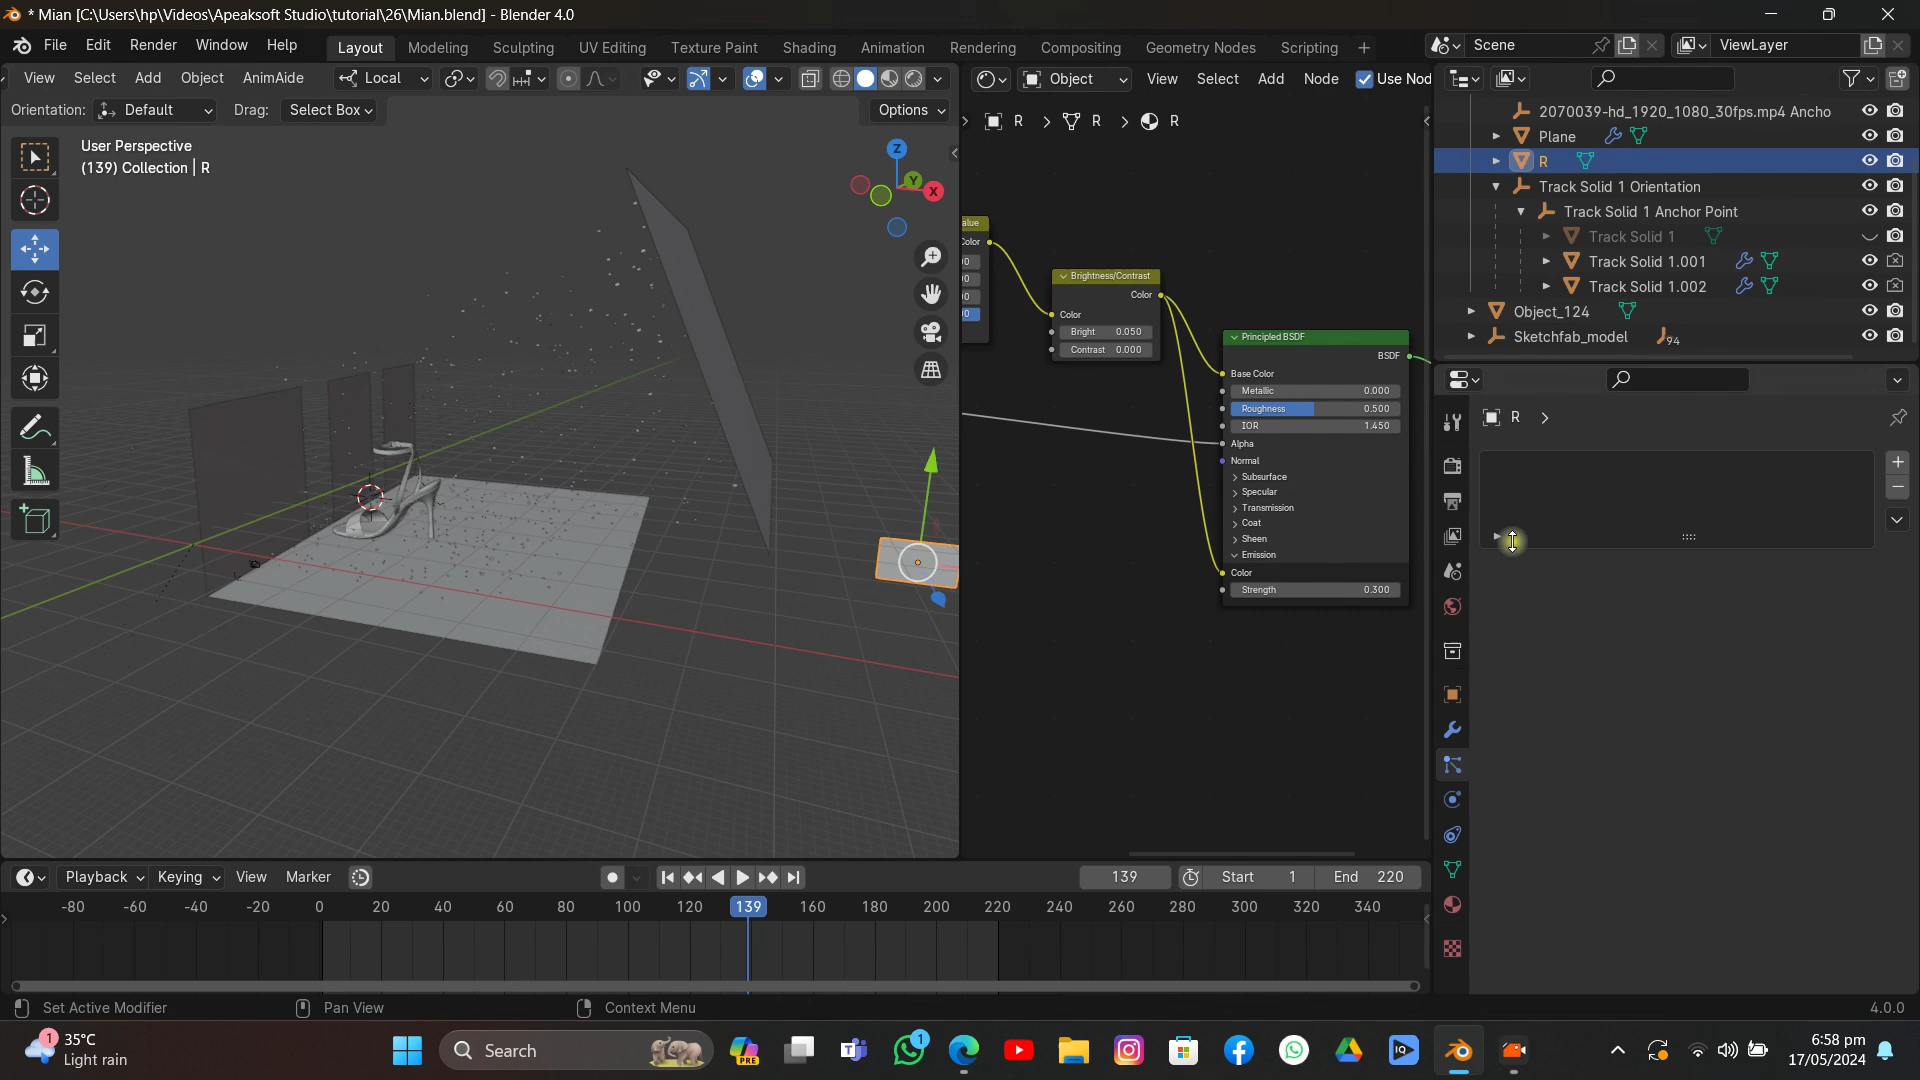 * Mian [C:\Users\hp\Videos\Apeaksoft Studio\tutorial\26\Mian.blend] - Blender 4.0
File Edit Render Window Help
Layout Modeling Sculpting UV Editing Texture Paint Shading Animation Rendering Compositing Geometry Nodes Scripting +
Scene
ViewLayer
View Select Add Object AnimAide
Local
Object View Select Add Node Use Nod
Orientation: Default Drag: Select Box
Options
User Perspective
(139) Collection | R
Z
Y
X
R > R > R
alue
Color
Brightness/Contrast
Color
Color
Bright 0.050
Contrast 0.000
Principled BSDF
BSDF
Base Color
Metallic 0.000
Roughness 0.500
IOR 1.450
Alpha
Normal
Subsurface
Specular
Transmission
Coat
Sheen
Emission
Color
Strength 0.300
2070039-hd_1920_1080_30fps.mp4 Ancho
Plane
R
Track Solid 1 Orientation
Track Solid 1 Anchor Point
Track Solid 1
Track Solid 1.001
Track Solid 1.002
Object_124
Sketchfab_model 94
R
Playback Keying View Marker
139 Start 1 End 220
-80 -60 -40 -20 0 20 40 60 80 100 120 139 160 180 200 220 240 260 280 300 320 340
Set Active Modifier Pan View Context Menu 4.0.0
1
35°C
Light rain
Search
PRE
1
6:58 pm
17/05/2024